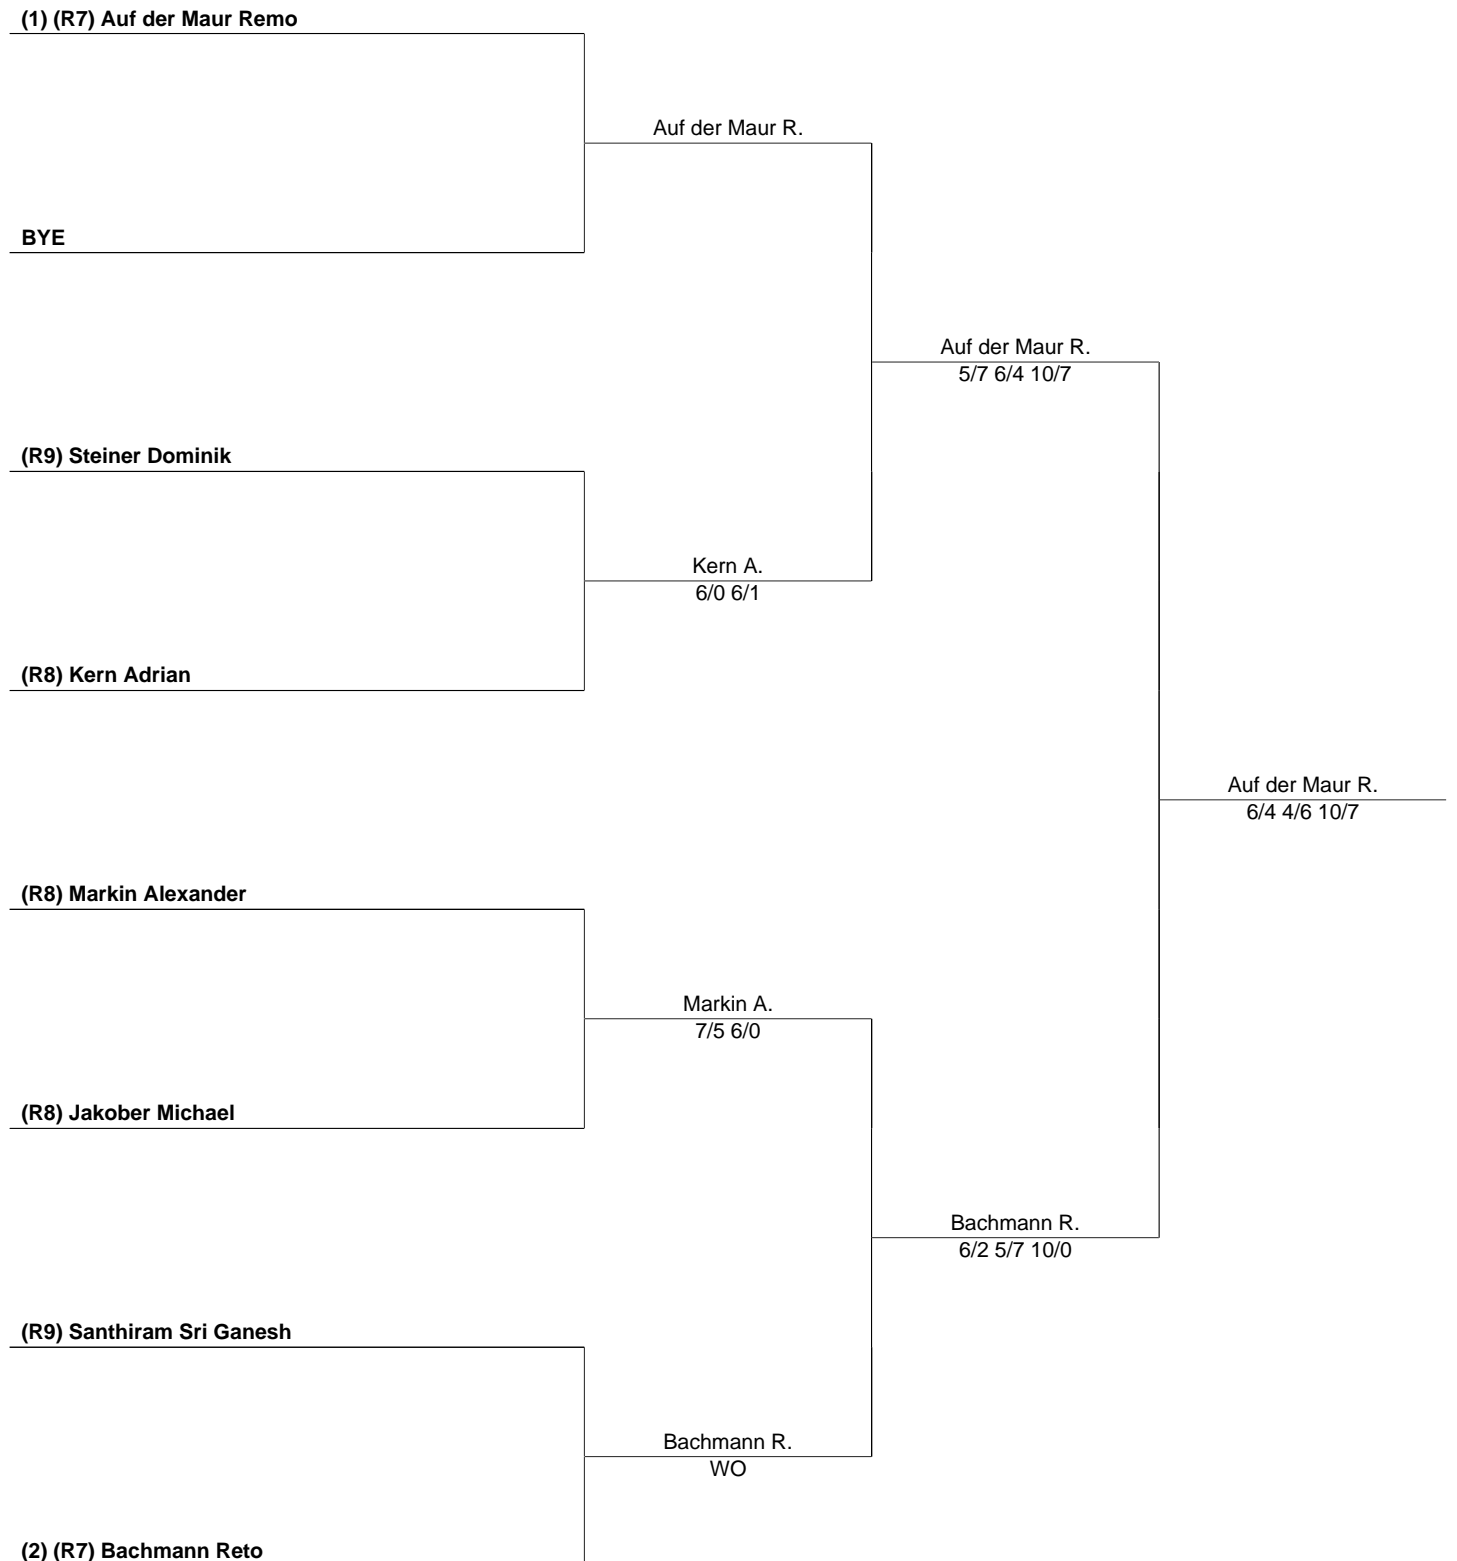 (1) (R7) Auf der Maur Remo
Auf der Maur R.
BYE
Auf der Maur R.
5/7 6/4 10/7
(R9) Steiner Dominik
Kern A.
6/0 6/1
(R8) Kern Adrian
Auf der Maur R.
6/4 4/6 10/7
(R8) Markin Alexander
Markin A.
7/5 6/0
(R8) Jakober Michael
Bachmann R.
6/2 5/7 10/0
(R9) Santhiram Sri Ganesh
Bachmann R.
WO
(2) (R7) Bachmann Reto